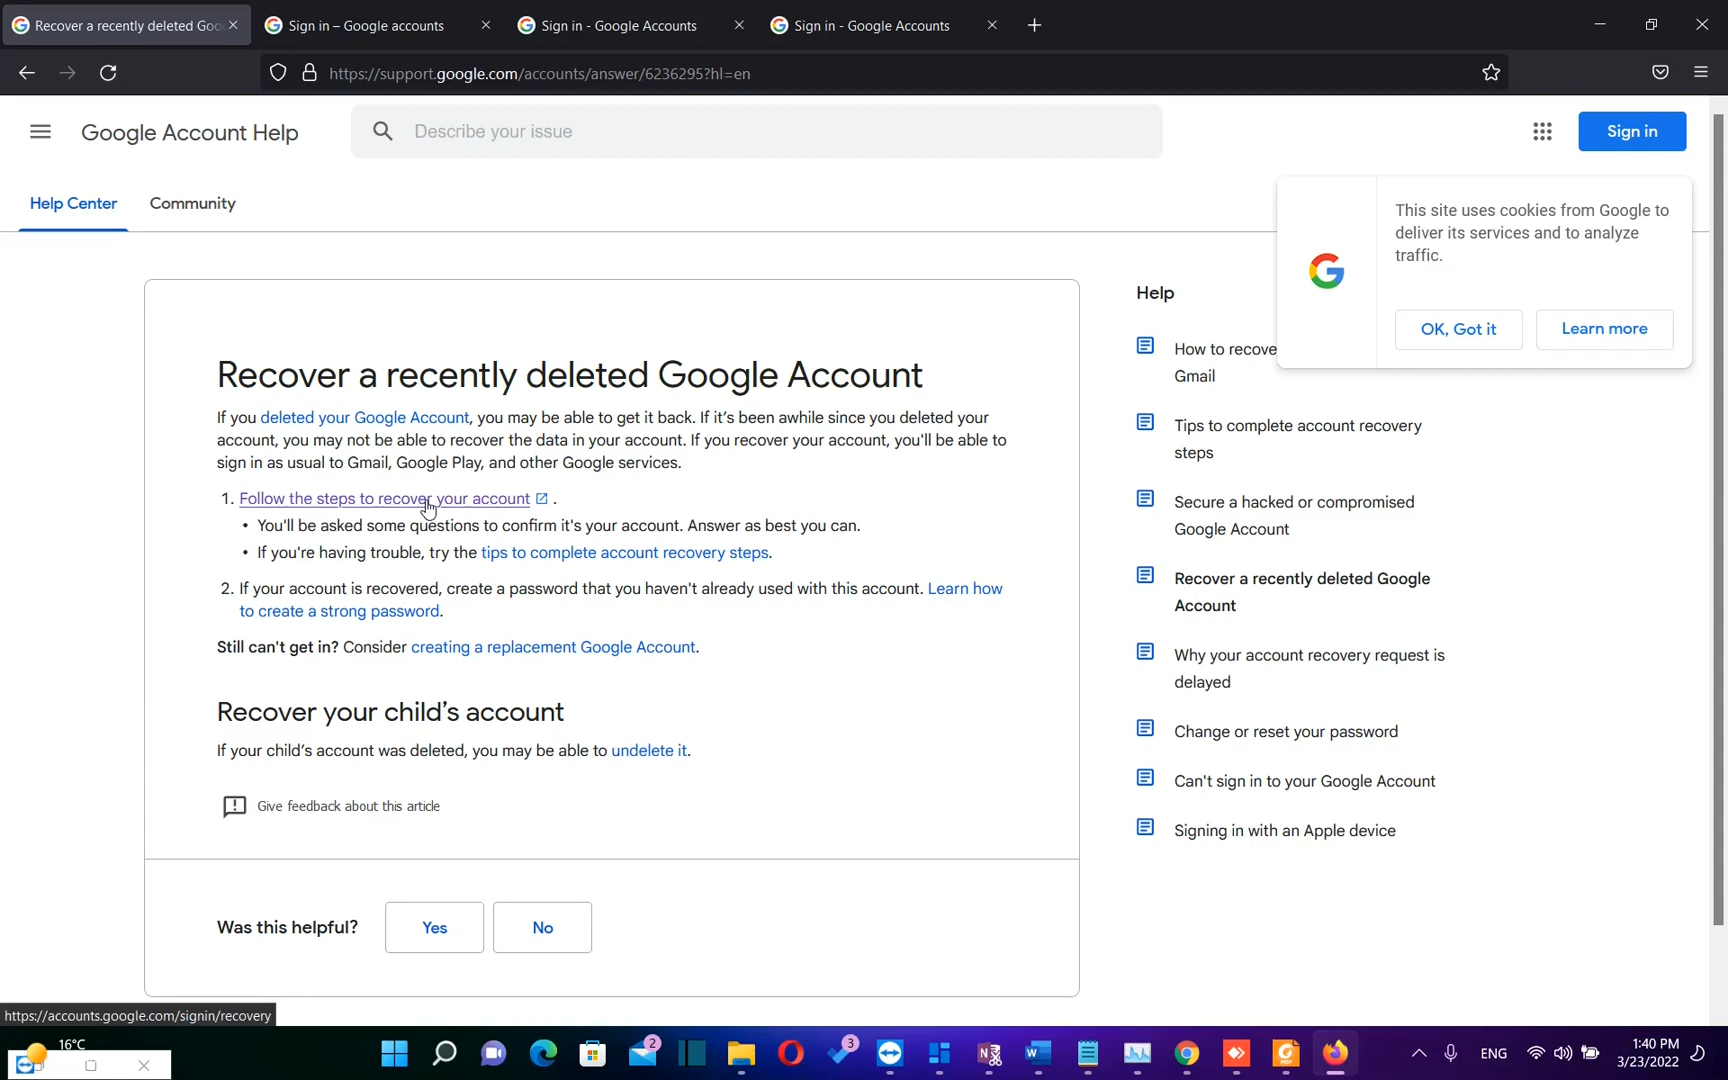 Recover a recently deleted Goo
Sign in – Google accounts
Sign in - Google Accounts
Sign in - Google Accounts
https://support.google.com/accounts/answer/6236295?hl=en
Google Account Help
Describe your issue
Sign in
Help Center
Community
This site uses cookies from Google to
deliver its services and to analyze
traffic.
OK, Got it
Learn more
Recover a recently deleted Google Account
If you deleted your Google Account, you may be able to get it back. If it's been awhile since you deleted your
account, you may not be able to recover the data in your account. If you recover your account, you'll be able to
sign in as usual to Gmail, Google Play, and other Google services.
1. Follow the steps to recover your account .
• You'll be asked some questions to confirm it's your account. Answer as best you can.
• If you're having trouble, try the tips to complete account recovery steps.
2. If your account is recovered, create a password that you haven't already used with this account. Learn how
to create a strong password.
Still can't get in? Consider creating a replacement Google Account.
Recover your child's account
If your child's account was deleted, you may be able to undelete it.
Give feedback about this article
Was this helpful?
Yes
No
Help
How to recove
Gmail
Tips to complete account recovery
steps
Secure a hacked or compromised
Google Account
Recover a recently deleted Google
Account
Why your account recovery request is
delayed
Change or reset your password
Can't sign in to your Google Account
Signing in with an Apple device
https://accounts.google.com/signin/recovery
16°C
2
3
ENG
1:40 PM
3/23/2022